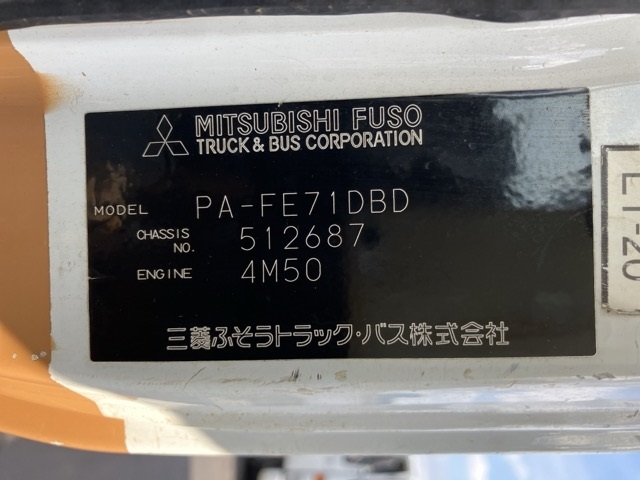 MITSUBISHI FUSO
TRUCK & BUS CORPORATION
MODEL PA-FE71DBD
CHASSIS NO. 512687
ENGINE 4M50
三菱ふそうトラック・バス株式会社